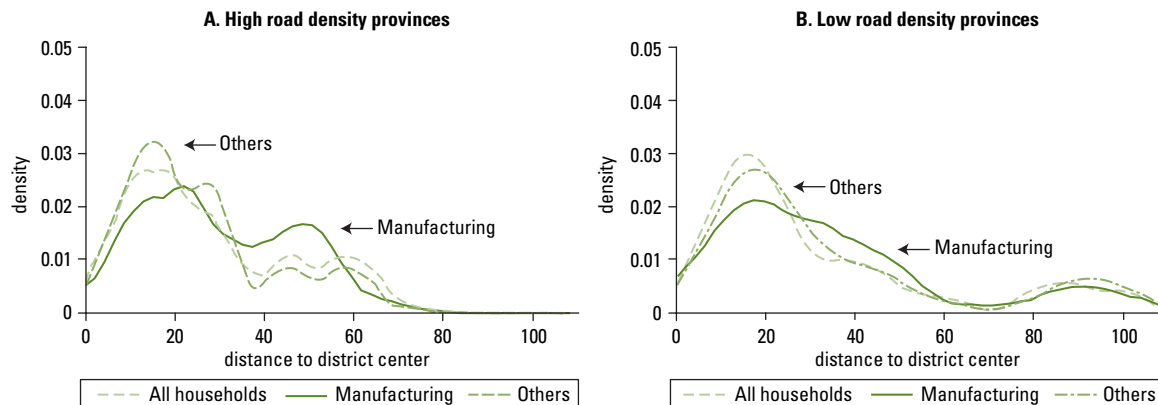 A. High road density provinces
0.05
0.04
0.03
0.02
0.01
0
density
Others
Manufacturing
0 20 40 60 80 100
distance to district center
All households Manufacturing Others
B. Low road density provinces
0.05
0.04
0.03
0.02
0.01
0
density
Others
Manufacturing
0 20 40 60 80 100
distance to district center
All households Manufacturing Others